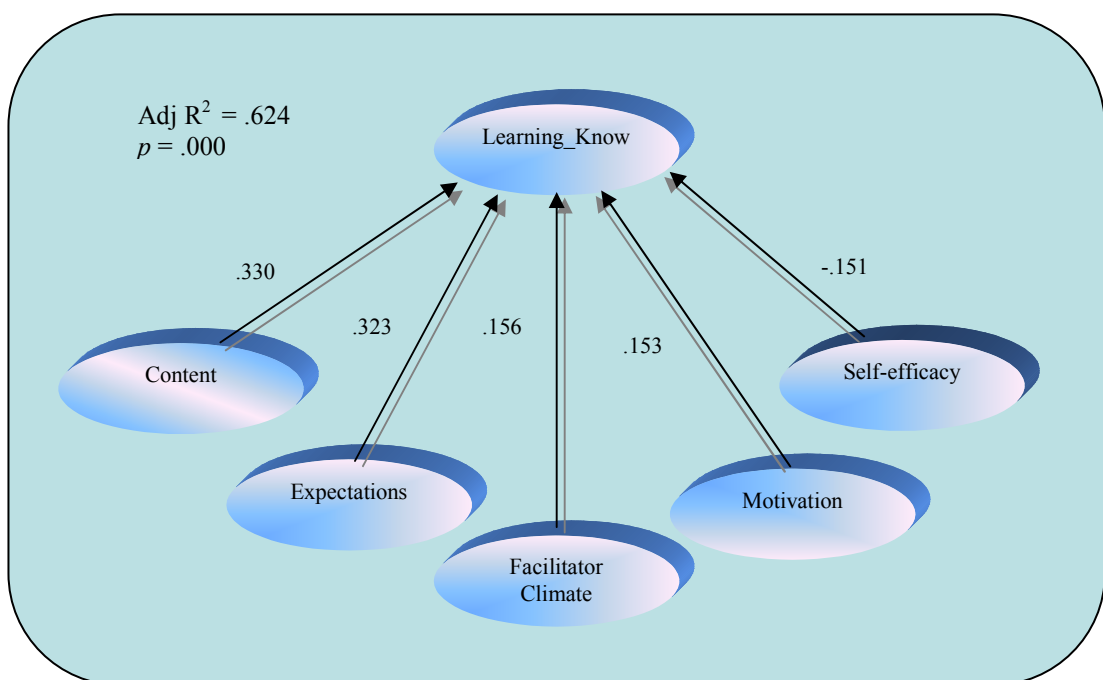 Adj R² = .624
p = .000
Learning_Know
.330
.323
.156
.153
-.151
Content
Expectations
Facilitator
Climate
Motivation
Self-efficacy